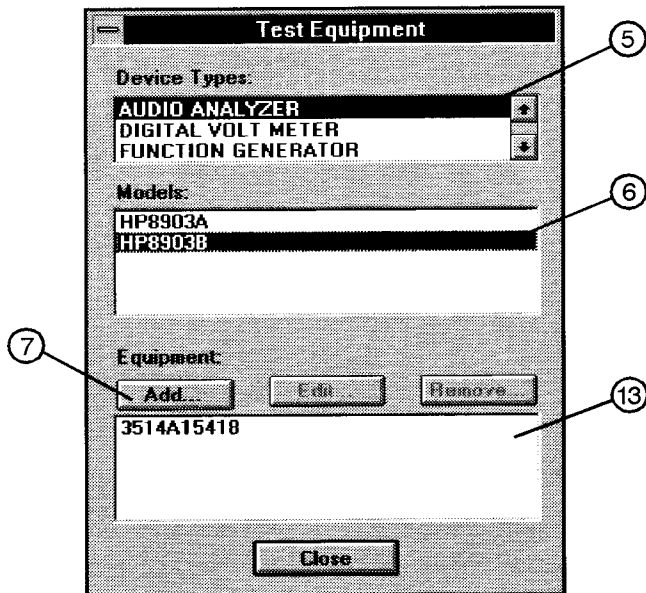 Test Equipment
5
Device Types:
AUDIO ANALYZER
DIGITAL VOLT METER
FUNCTION GENERATOR
Models:
6
HP8903A
HP8903B
7
Equipment:
Add... Edit... Remove...
13
3514A15418
Close